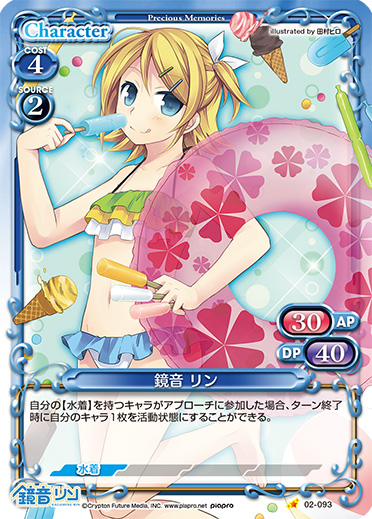 Precious Memories
Character
illustrated by 田村ヒロ
COST
4
SOURCE
2
30 AP
DP 40
鏡音 リン
自分の【水着】を持つキャラがアプローチに参加した場合、ターン終了
時に自分のキャラ1枚を活動状態にすることができる。
水着
鏡音リン
KAGAMINE RIN
©Crypton Future Media, INC. www.piapro.net piapro
02-093